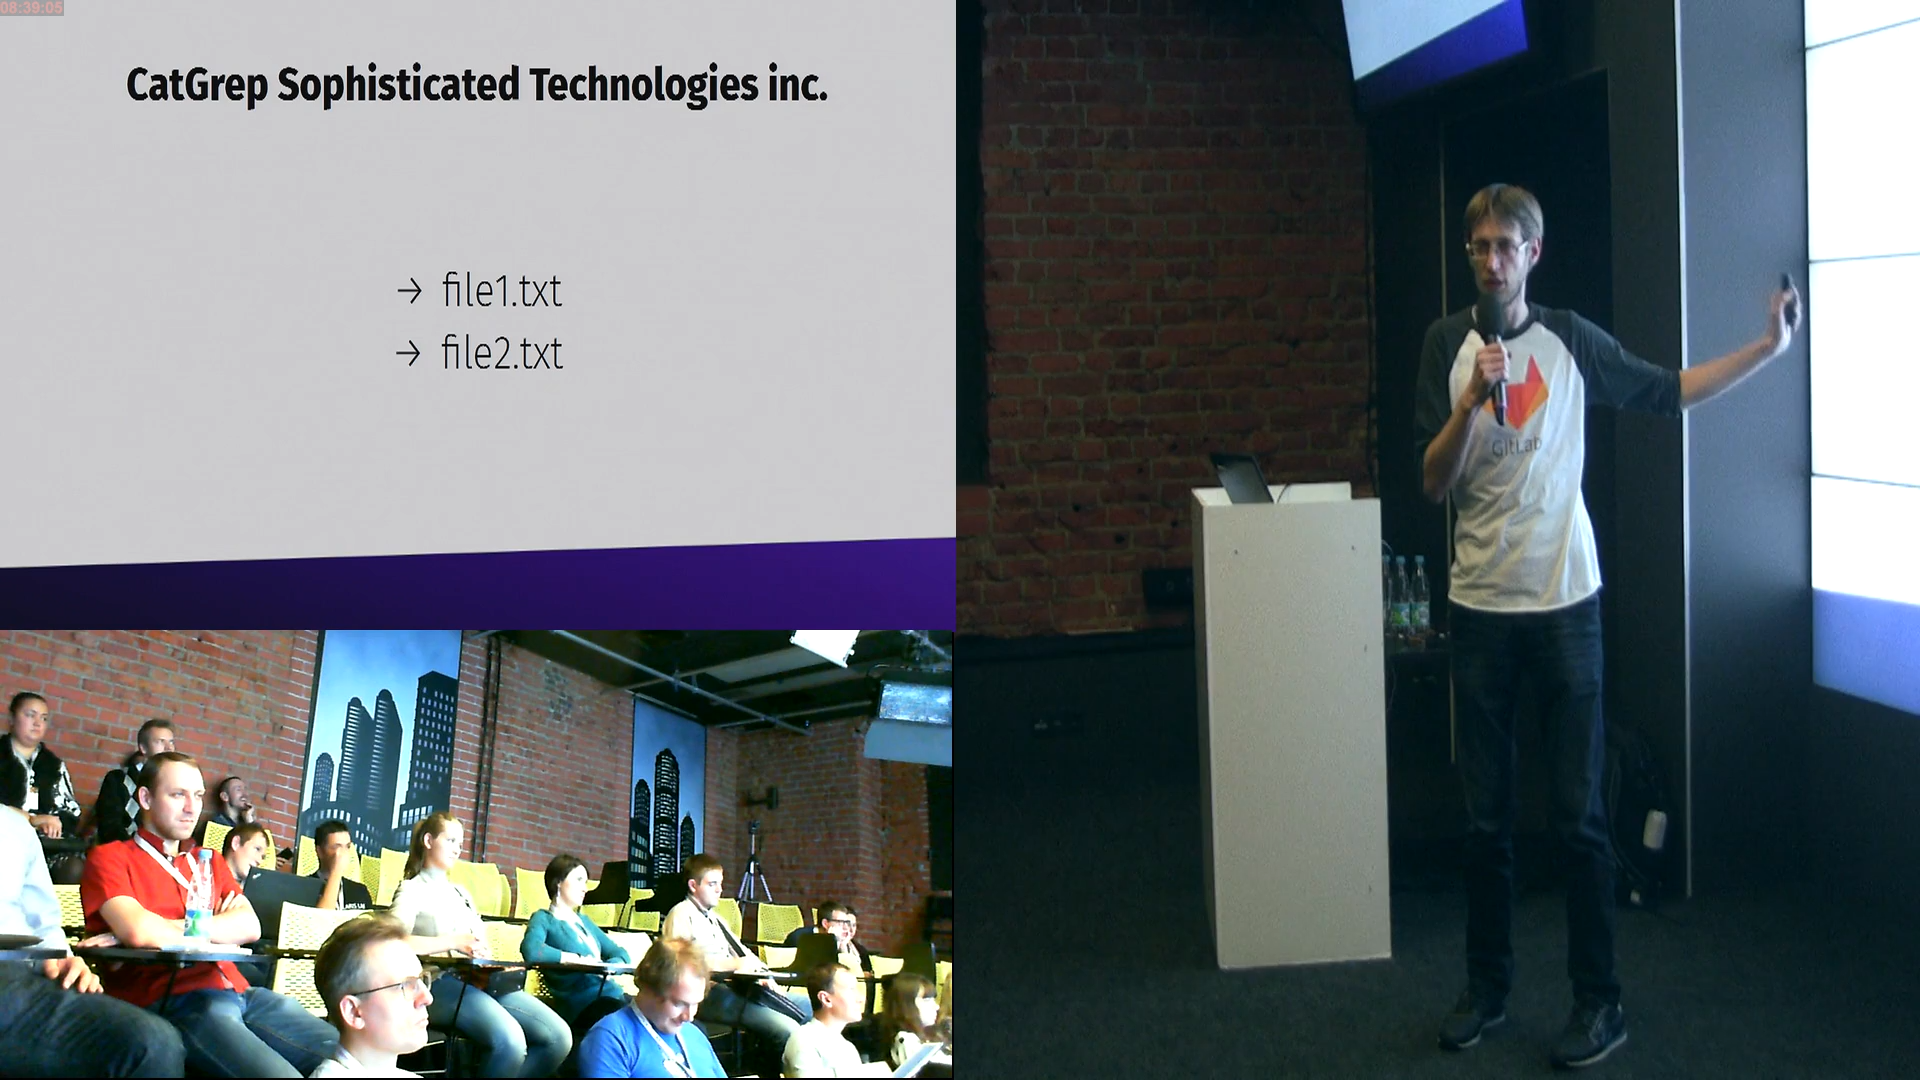 08:39:05
CatGrep Sophisticated Technologies inc.
→ file1.txt
→ file2.txt
GitLab